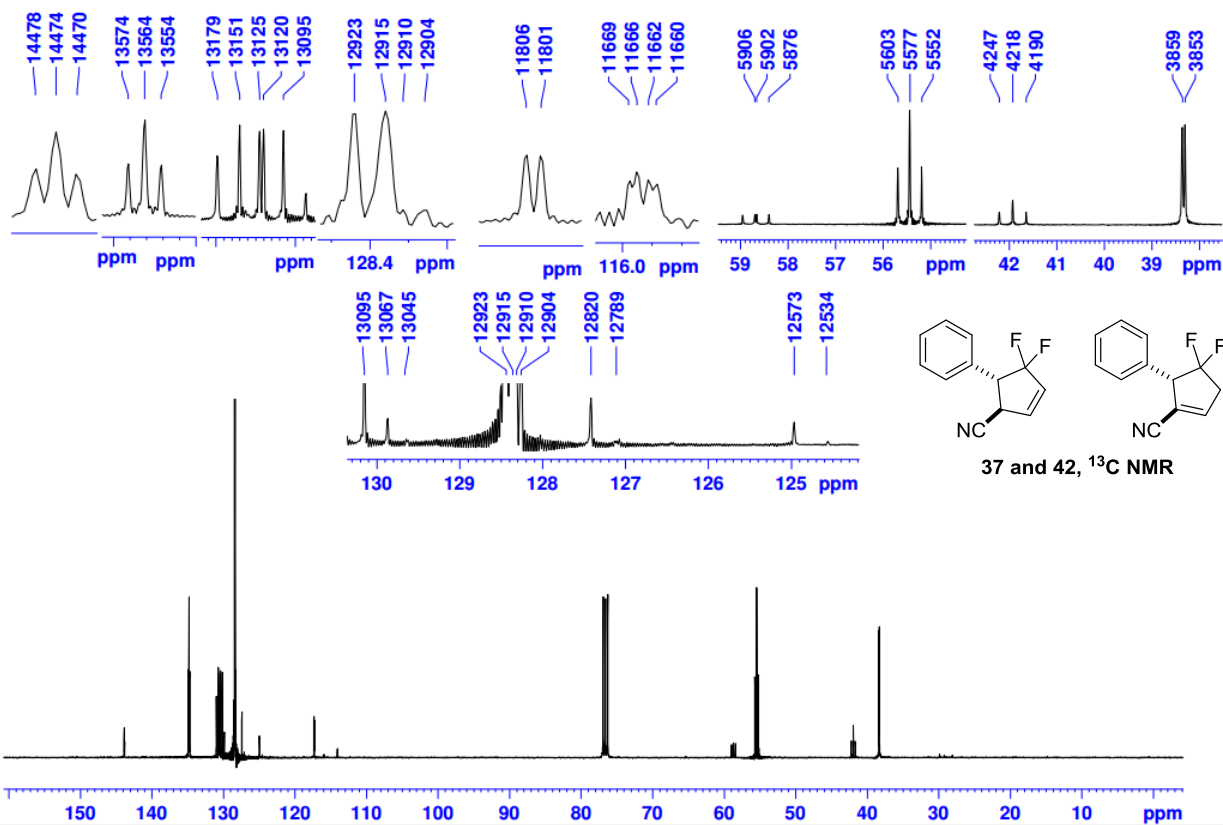 14478 14474 14470 13574 13564 13554 13179 13151 13125 13120 13095 12923 12915 12910 12904 11806 11801 11669 11666 11662 11660 5906 5902 5876 5603 5577 5552 4247 4218 4190 3859 3853
ppm ppm ppm 128.4 ppm ppm 116.0 ppm 59 58 57 56 ppm 42 41 40 39 ppm
13095 13067 13045 12923 12915 12910 12904 12820 12789 12573 12534
130 129 128 127 126 125 ppm
F F
NC
F F
NC
37 and 42, ¹³C NMR
150 140 130 120 110 100 90 80 70 60 50 40 30 20 10 ppm